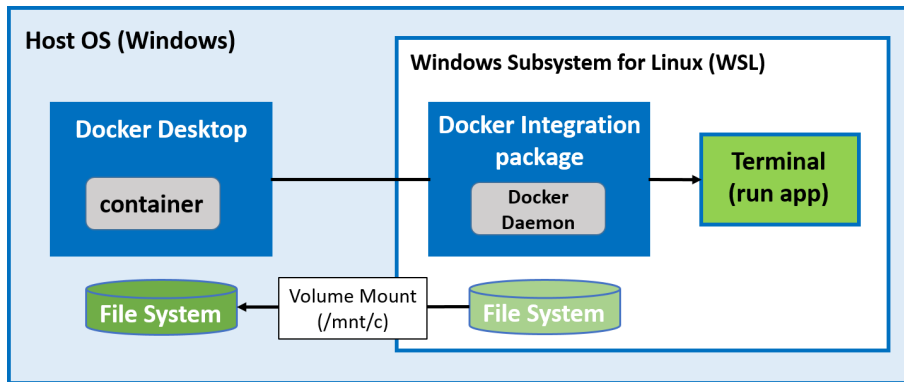 Host OS (Windows)
Windows Subsystem for Linux (WSL)
Docker Desktop
container
Docker Integration
package
Docker
Daemon
Terminal
(run app)
File System
Volume Mount
(/mnt/c)
File System